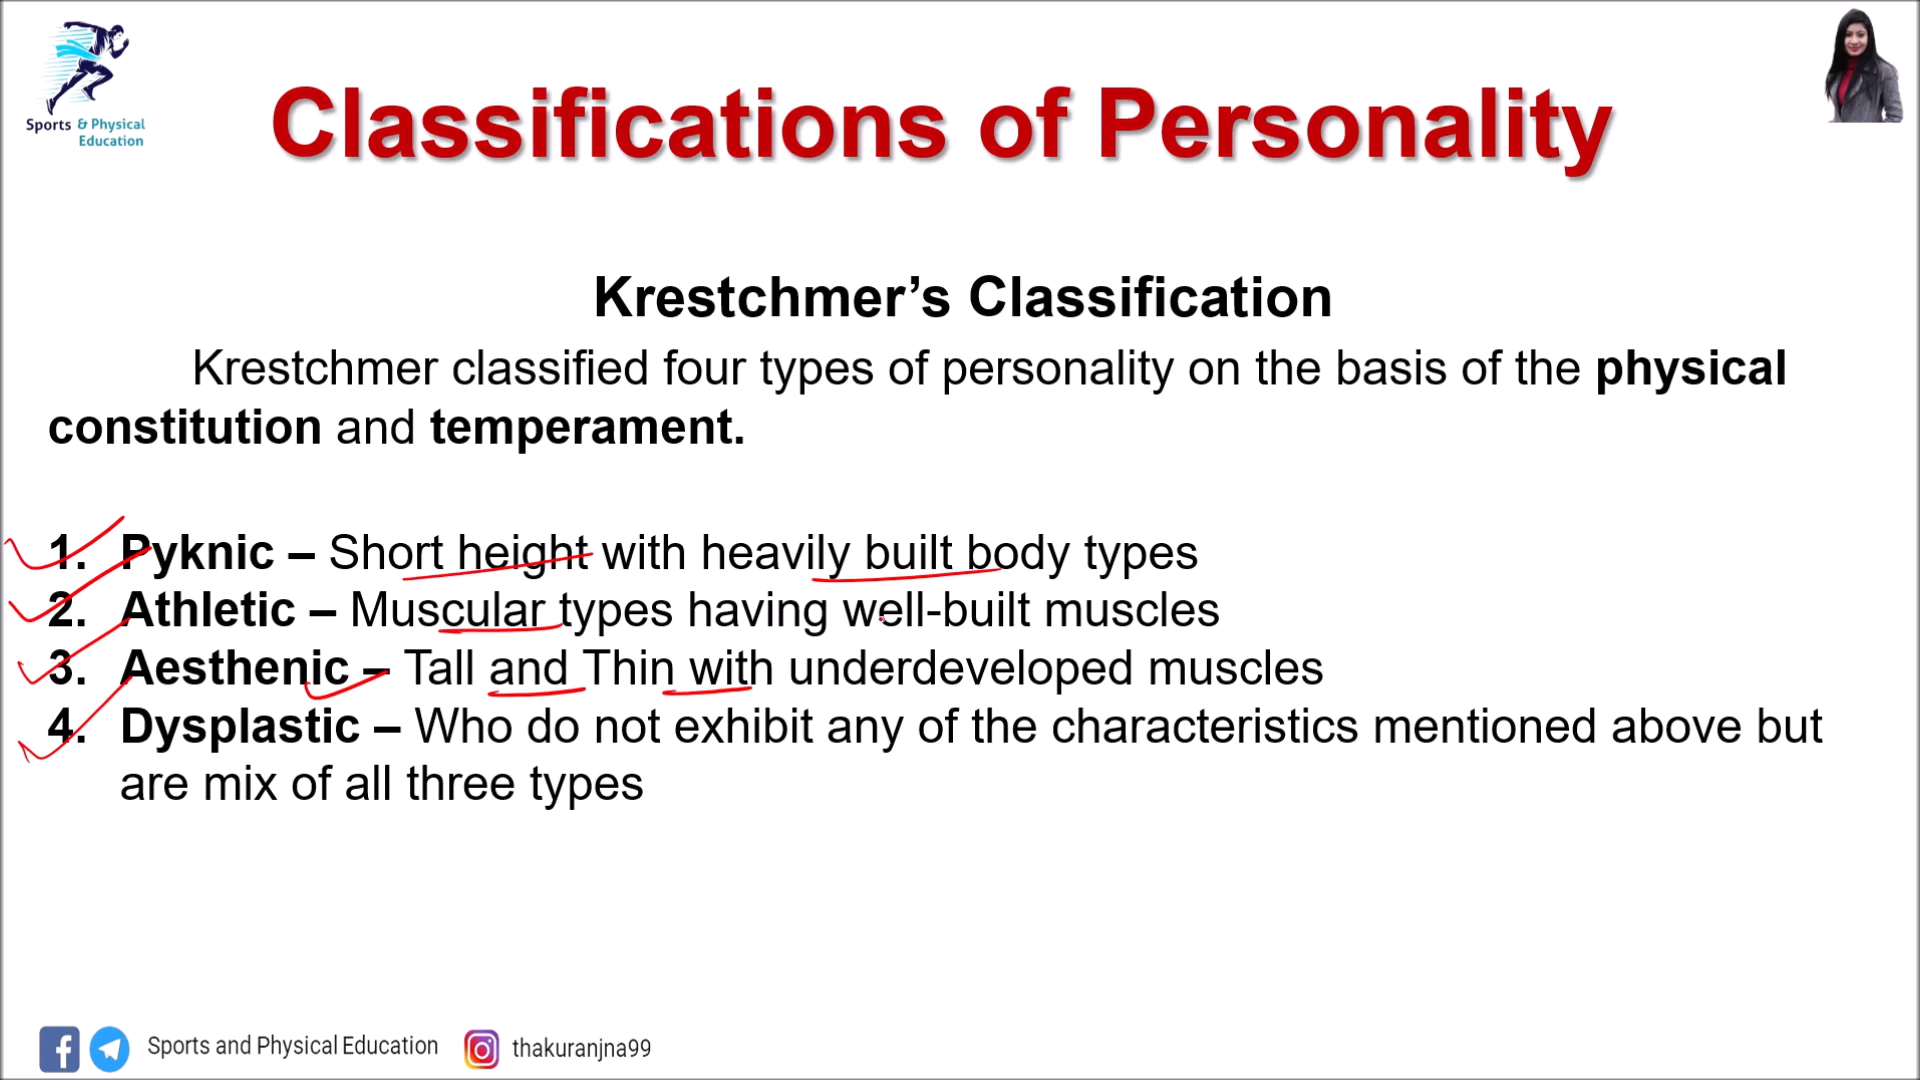 Sports & Physical
Education
Classifications of Personality
Krestchmer’s Classification
Krestchmer classified four types of personality on the basis of the physical
constitution and temperament.
1. Pyknic – Short height with heavily built body types
2. Athletic – Muscular types having well-built muscles
3. Aesthenic – Tall and Thin with underdeveloped muscles
4. Dysplastic – Who do not exhibit any of the characteristics mentioned above but
are mix of all three types
Sports and Physical Education thakuranjna99